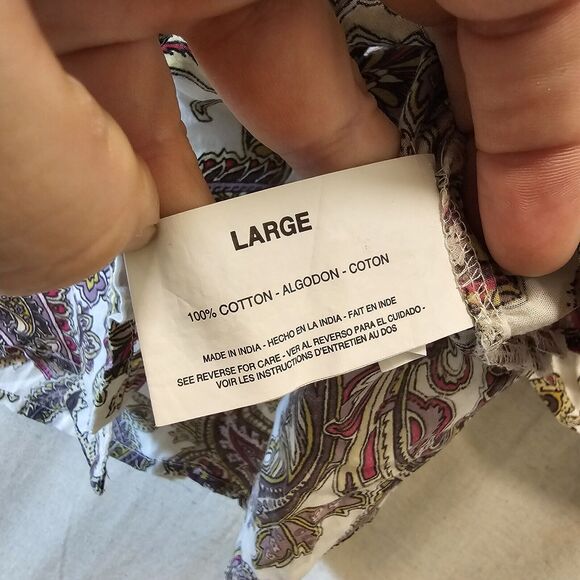 LARGE
100% COTTON - ALGODON - COTON
MADE IN INDIA - HECHO EN LA INDIA - FAIT EN INDE
SEE REVERSE FOR CARE - VER AL REVERSO PARA EL CUIDADO -
VOIR LES INSTRUCTIONS D'ENTRETIEN AU DOS